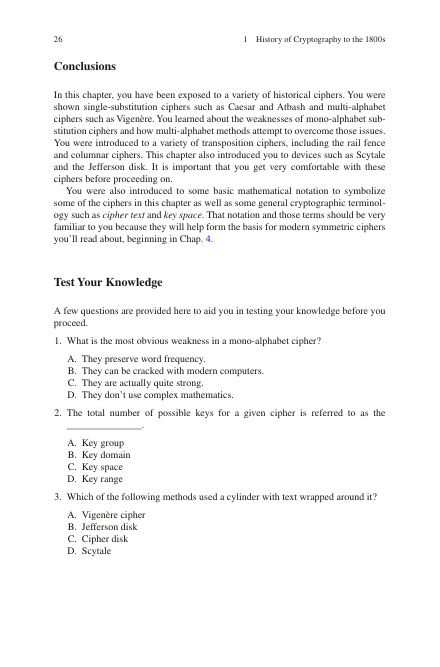 26 1 History of Cryptography to the 1800s
Conclusions
In this chapter, you have been exposed to a variety of historical ciphers. You were
shown single-substitution ciphers such as Caesar and Atbash and multi-alphabet
ciphers such as Vigenère. You learned about the weaknesses of mono-alphabet sub-
stitution ciphers and how multi-alphabet methods attempt to overcome those issues.
You were introduced to a variety of transposition ciphers, including the rail fence
and columnar ciphers. This chapter also introduced you to devices such as Scytale
and the Jefferson disk. It is important that you get very comfortable with these
ciphers before proceeding on.
You were also introduced to some basic mathematical notation to symbolize
some of the ciphers in this chapter as well as some general cryptographic terminol-
ogy such as cipher text and key space. That notation and those terms should be very
familiar to you because they will help form the basis for modern symmetric ciphers
you'll read about, beginning in Chap. 4.
Test Your Knowledge
A few questions are provided here to aid you in testing your knowledge before you
proceed.
1. What is the most obvious weakness in a mono-alphabet cipher?
A. They preserve word frequency.
B. They can be cracked with modern computers.
C. They are actually quite strong.
D. They don't use complex mathematics.
2. The total number of possible keys for a given cipher is referred to as the
_______________.
A. Key group
B. Key domain
C. Key space
D. Key range
3. Which of the following methods used a cylinder with text wrapped around it?
A. Vigenère cipher
B. Jefferson disk
C. Cipher disk
D. Scytale